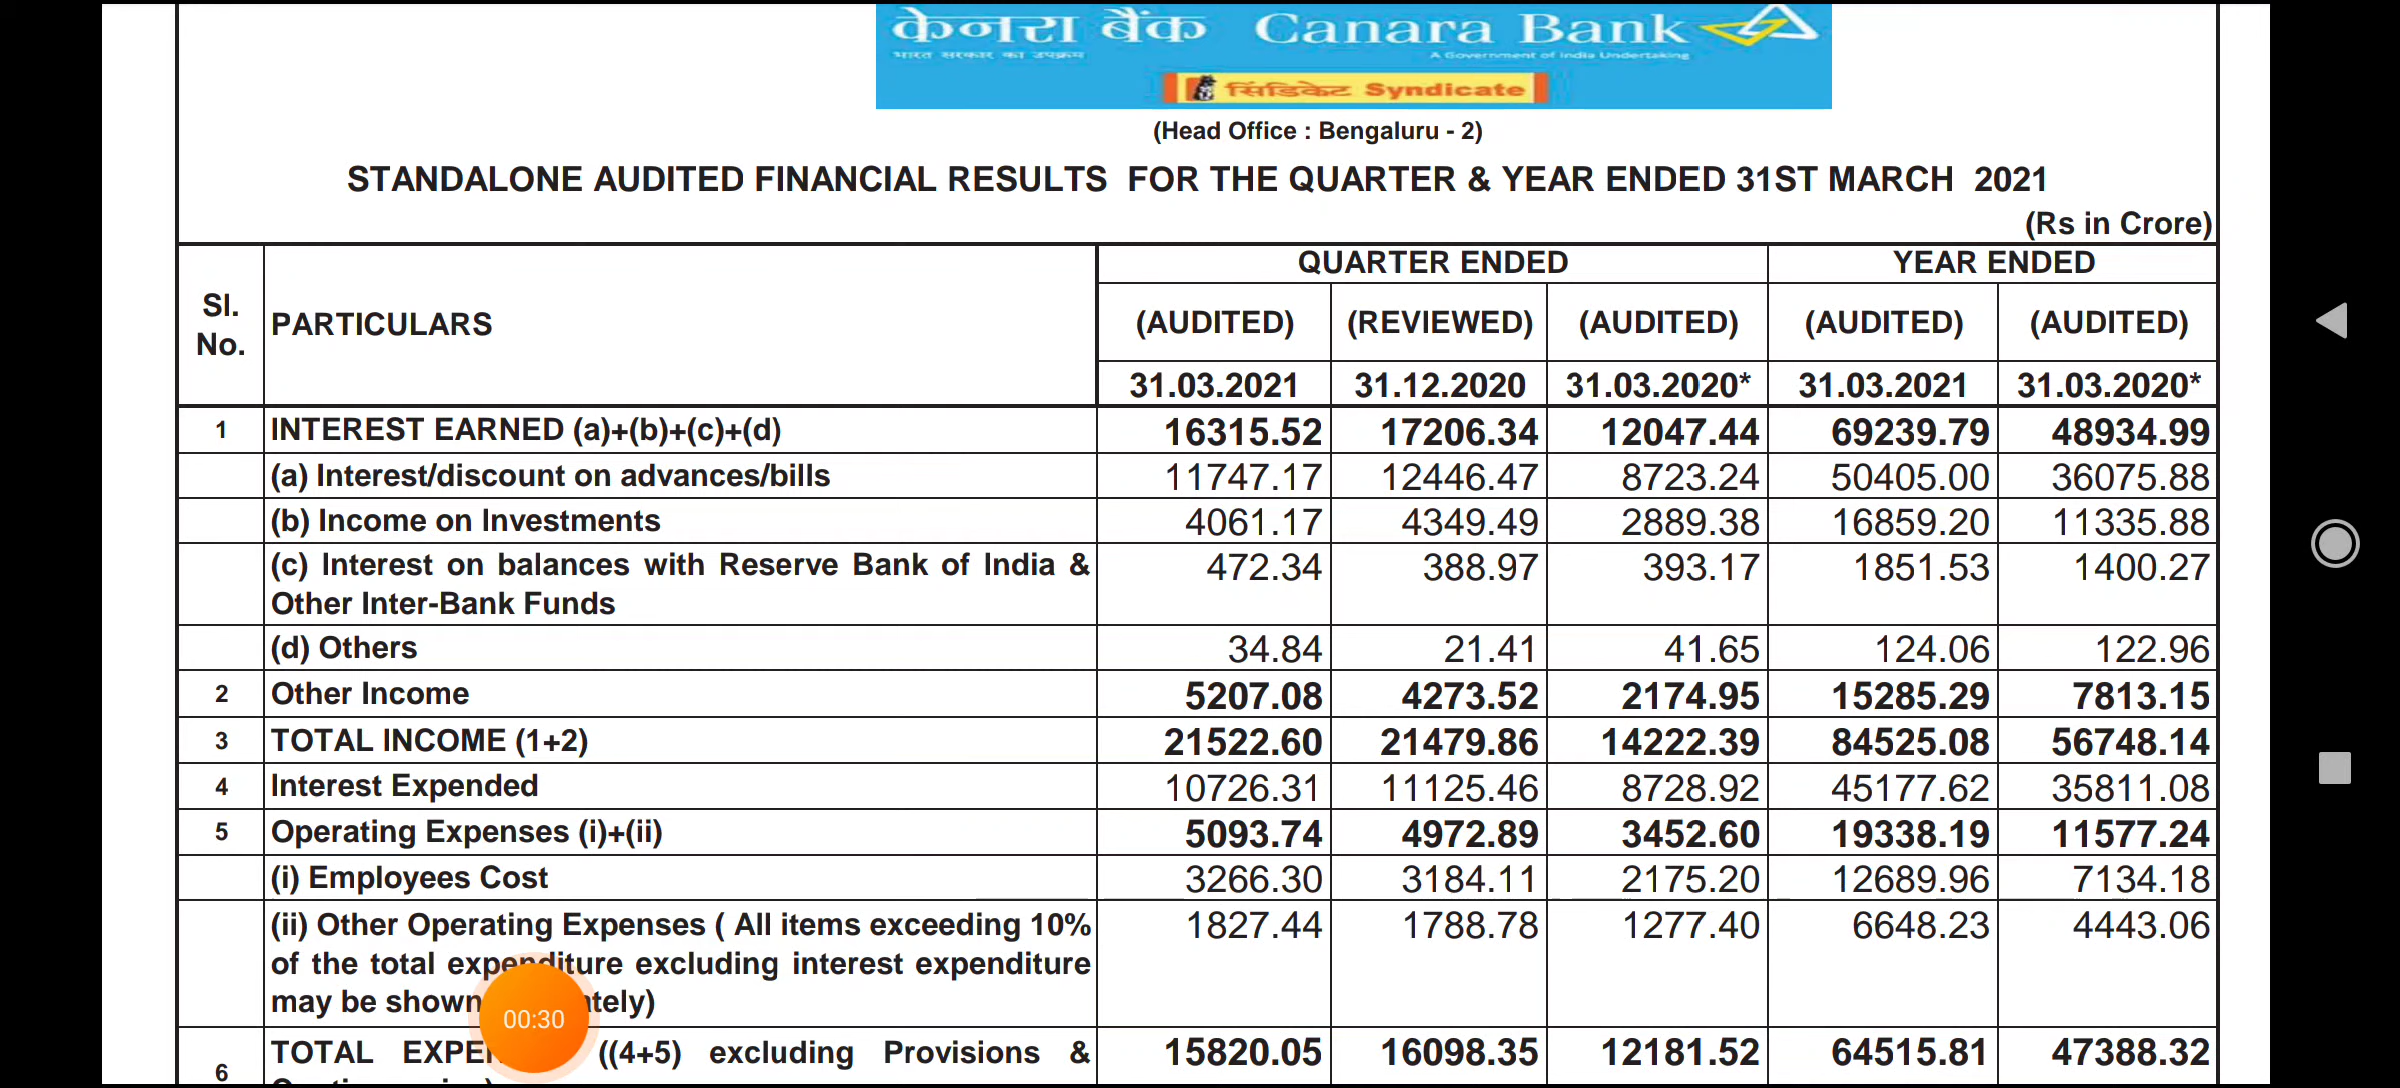 केनरा बैंक Canara Bank
भारत सरकार का उपक्रम A Government of India Undertaking
सिंडिकेट Syndicate
(Head Office : Bengaluru - 2)
STANDALONE AUDITED FINANCIAL RESULTS FOR THE QUARTER & YEAR ENDED 31ST MARCH 2021
(Rs in Crore)
Sl. No. PARTICULARS QUARTER ENDED YEAR ENDED
(AUDITED) (REVIEWED) (AUDITED) (AUDITED) (AUDITED)
31.03.2021 31.12.2020 31.03.2020* 31.03.2021 31.03.2020*
1 INTEREST EARNED (a)+(b)+(c)+(d) 16315.52 17206.34 12047.44 69239.79 48934.99
(a) Interest/discount on advances/bills 11747.17 12446.47 8723.24 50405.00 36075.88
(b) Income on Investments 4061.17 4349.49 2889.38 16859.20 11335.88
(c) Interest on balances with Reserve Bank of India & 472.34 388.97 393.17 1851.53 1400.27
Other Inter-Bank Funds
(d) Others 34.84 21.41 41.65 124.06 122.96
2 Other Income 5207.08 4273.52 2174.95 15285.29 7813.15
3 TOTAL INCOME (1+2) 21522.60 21479.86 14222.39 84525.08 56748.14
4 Interest Expended 10726.31 11125.46 8728.92 45177.62 35811.08
5 Operating Expenses (i)+(ii) 5093.74 4972.89 3452.60 19338.19 11577.24
(i) Employees Cost 3266.30 3184.11 2175.20 12689.96 7134.18
(ii) Other Operating Expenses ( All items exceeding 10% 1827.44 1788.78 1277.40 6648.23 4443.06
of the total expenditure excluding interest expenditure
may be shown
00:30
6 TOTAL ((4+5) excluding Provisions & 15820.05 16098.35 12181.52 64515.81 47388.32